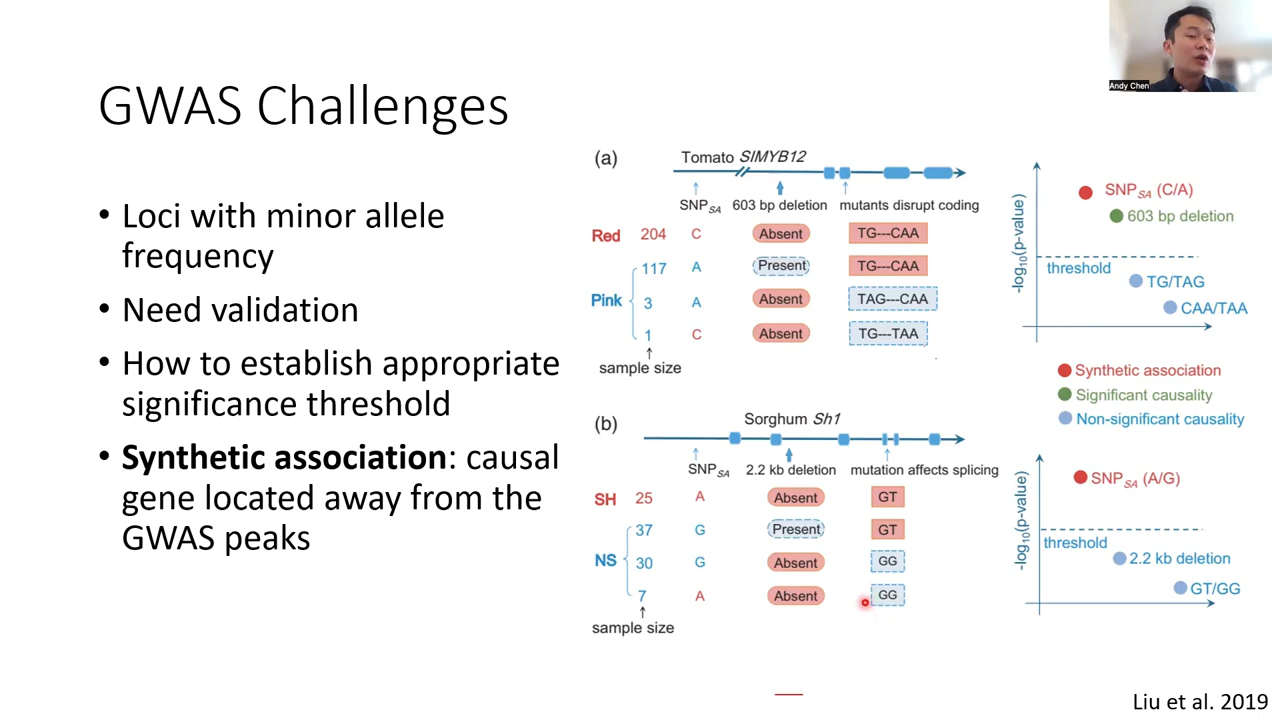 Andy Chen
GWAS Challenges
• Loci with minor allele
frequency
• Need validation
• How to establish appropriate
significance threshold
• Synthetic association: causal
gene located away from the
GWAS peaks
(a)
Tomato SlMYB12
SNPSA 603 bp deletion mutants disrupt coding
Red 204 C Absent TG---CAA
117 A Present TG---CAA
Pink 3 A Absent TAG---CAA
1 C Absent TG---TAA
sample size
-log10(p-value)
SNPSA (C/A)
603 bp deletion
threshold
TG/TAG
CAA/TAA
Synthetic association
Significant causality
Non-significant causality
(b)
Sorghum Sh1
SNPSA 2.2 kb deletion mutation affects splicing
SH 25 A Absent GT
37 G Present GT
NS 30 G Absent GG
7 A Absent GG
sample size
-log10(p-value)
SNPSA (A/G)
threshold
2.2 kb deletion
GT/GG
Liu et al. 2019